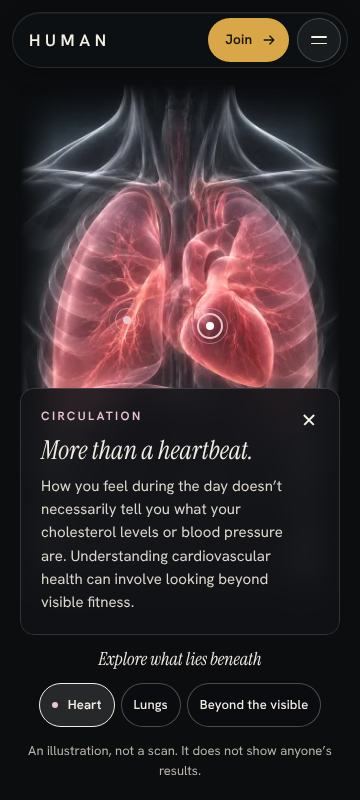 HUMAN
Join →
CIRCULATION
More than a heartbeat.
How you feel during the day doesn’t
necessarily tell you what your
cholesterol levels or blood pressure
are. Understanding cardiovascular
health can involve looking beyond
visible fitness.
Explore what lies beneath
Heart
Lungs
Beyond the visible
An illustration, not a scan. It does not show anyone’s
results.